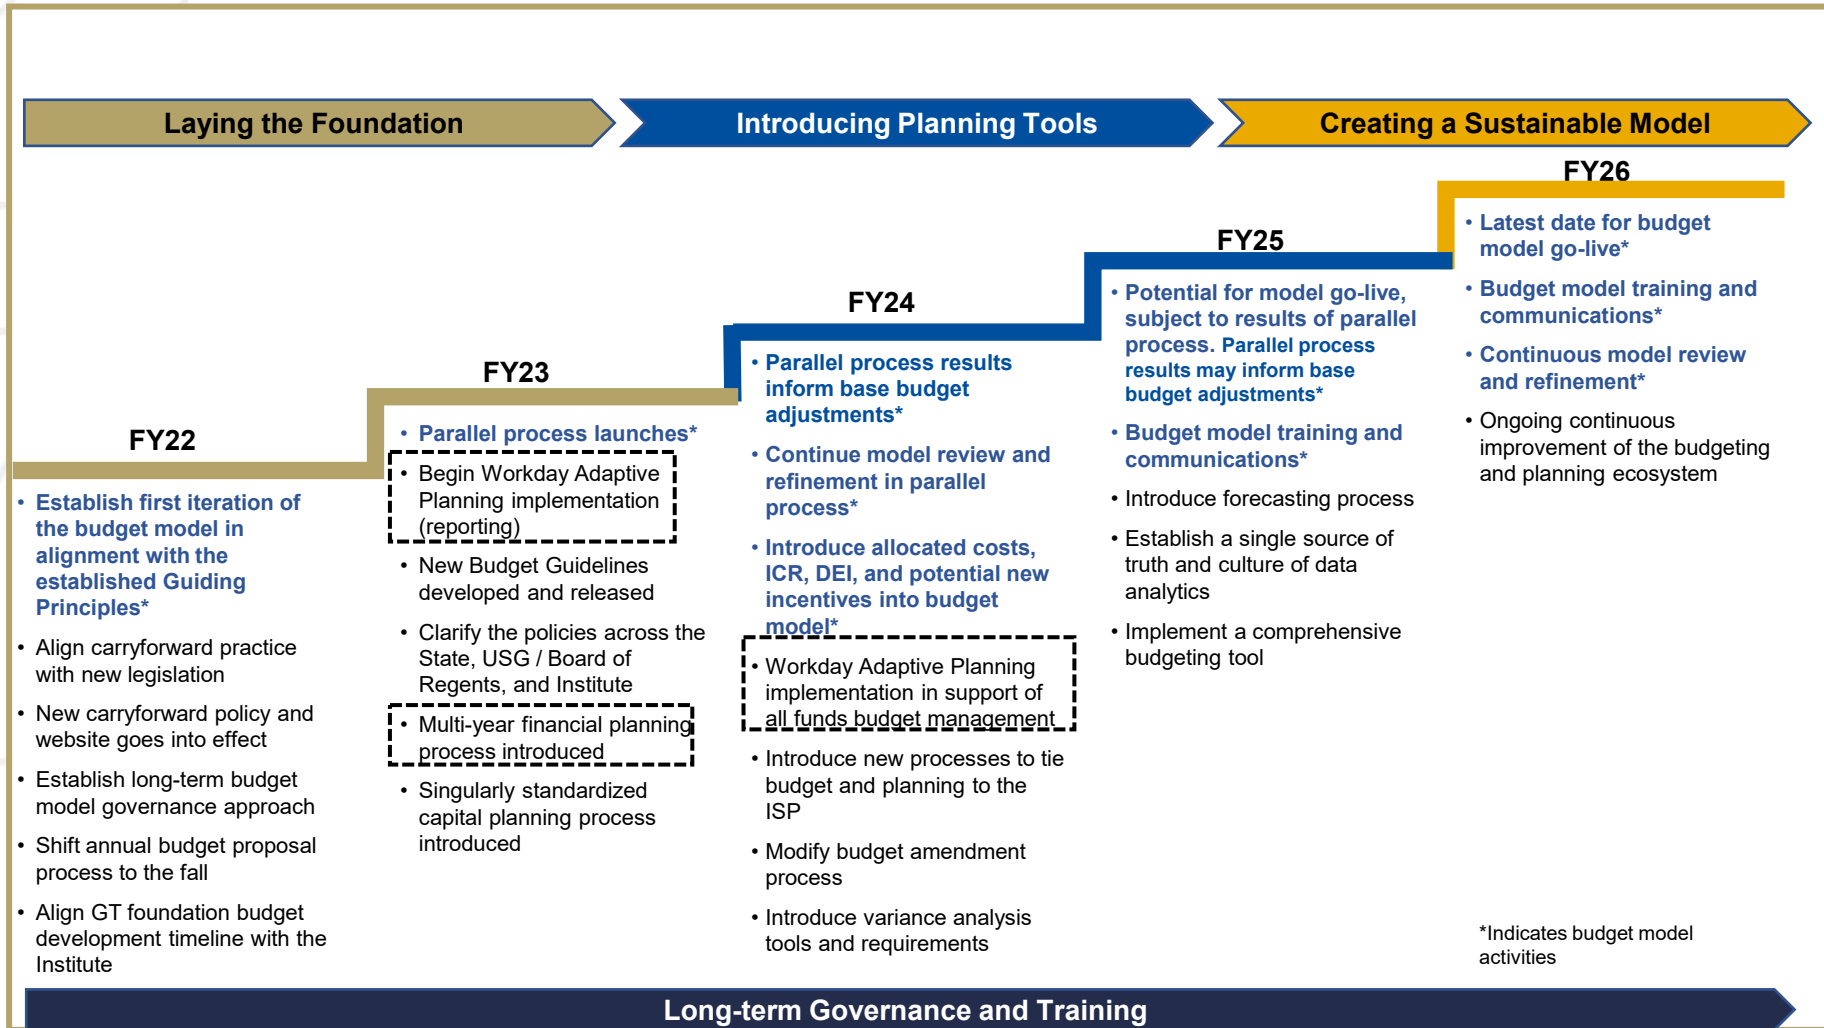 Laying the Foundation
Introducing Planning Tools
Creating a Sustainable Model
FY22
• Establish first iteration of
the budget model in
alignment with the
established Guiding
Principles*
• Align carryforward practice
with new legislation
• New carryforward policy and
website goes into effect
• Establish long-term budget
model governance approach
• Shift annual budget proposal
process to the fall
• Align GT foundation budget
development timeline with the
Institute
FY23
• Parallel process launches*
• Begin Workday Adaptive
Planning implementation
(reporting)
• New Budget Guidelines
developed and released
• Clarify the policies across the
State, USG / Board of
Regents, and Institute
• Multi-year financial planning
process introduced
• Singularly standardized
capital planning process
introduced
FY24
• Parallel process results
inform base budget
adjustments*
• Continue model review and
refinement in parallel
process*
• Introduce allocated costs,
ICR, DEI, and potential new
incentives into budget
model*
• Workday Adaptive Planning
implementation in support of
all funds budget management
• Introduce new processes to tie
budget and planning to the
ISP
• Modify budget amendment
process
• Introduce variance analysis
tools and requirements
FY25
• Potential for model go-live,
subject to results of parallel
process. Parallel process
results may inform base
budget adjustments*
• Budget model training and
communications*
• Introduce forecasting process
• Establish a single source of
truth and culture of data
analytics
• Implement a comprehensive
budgeting tool
FY26
• Latest date for budget
model go-live*
• Budget model training and
communications*
• Continuous model review
and refinement*
• Ongoing continuous
improvement of the budgeting
and planning ecosystem
*Indicates budget model
activities
Long-term Governance and Training